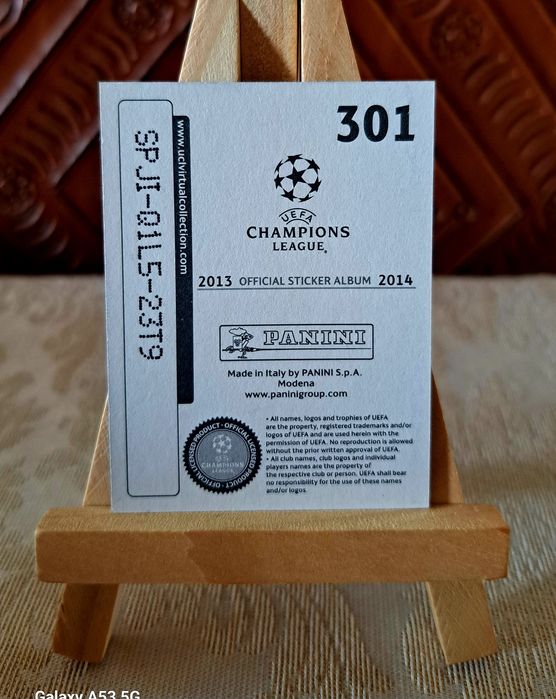 301
SPJI-Q1L5-23T9
www.uclvirtualcollection.com
UEFA
CHAMPIONS
LEAGUE®
2013 OFFICIAL STICKER ALBUM 2014
PANINI
Made in Italy by PANINI S.p.A.
Modena
www.paninigroup.com
• All names, logos and trophies of UEFA
are the property, registered trademarks and/or
logos of UEFA and are used herein with the
permission of UEFA. No reproduction is allowed
without the prior written approval of UEFA.
• All club names, club logos and individual
players names are the property of
the respective club or person. UEFA shall bear
no responsibility for the use of these names
and/or logos.
OFFICIAL LICENSED PRODUCT • OFFICIAL LICENSED PRODUCT •
UEFA
CHAMPIONS
LEAGUE
Galaxy A53 5G